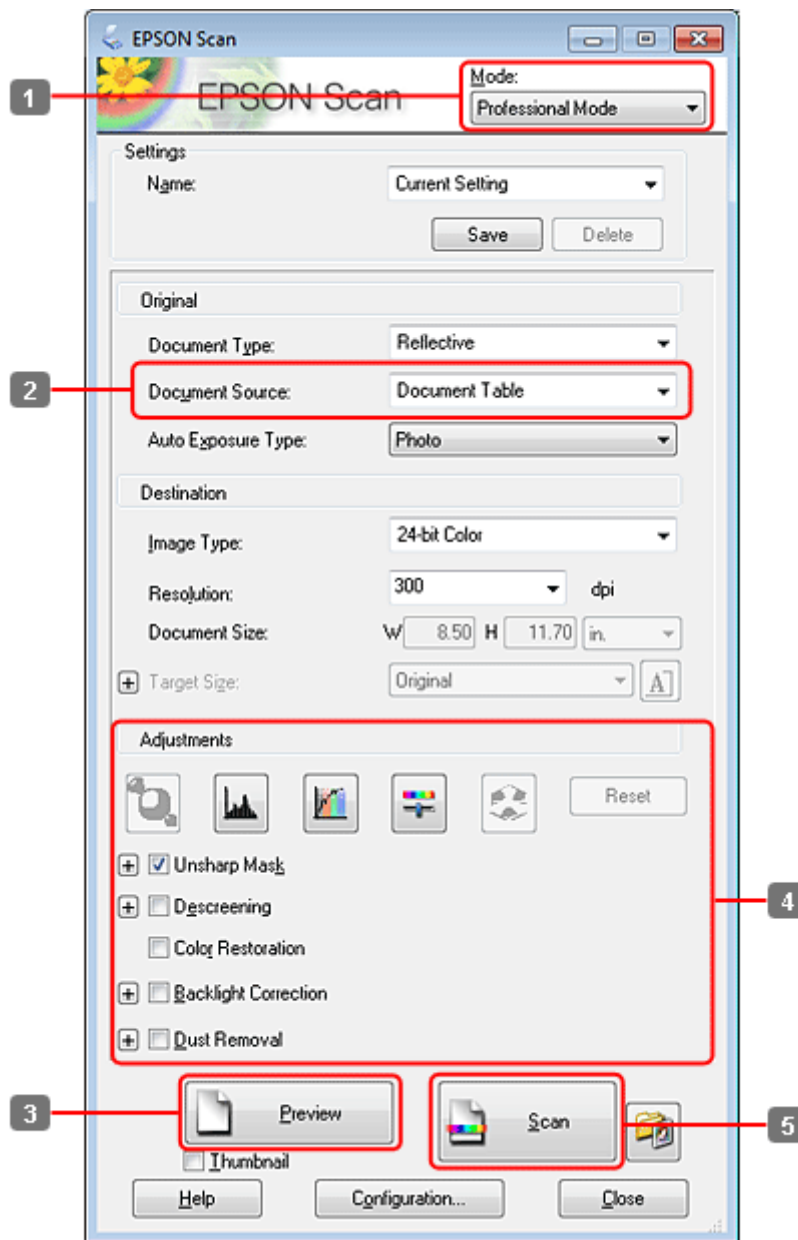 EPSON Scan
EPSON Scan
Mode:
1
Professional Mode
Settings
Name:
Current Setting
Save
Delete
Original
Document Type:
Reflective
2
Document Source:
Document Table
Auto Exposure Type:
Photo
Destination
Image Type:
24-bit Color
Resolution:
300
dpi
Document Size:
W 8.50 H 11.70 in.
Target Size:
Original
A
Adjustments
Reset
Unsharp Mask
Descreening
4
Color Restoration
Backlight Correction
Dust Removal
3
Preview
Scan
5
Thumbnail
Help
Configuration...
Close